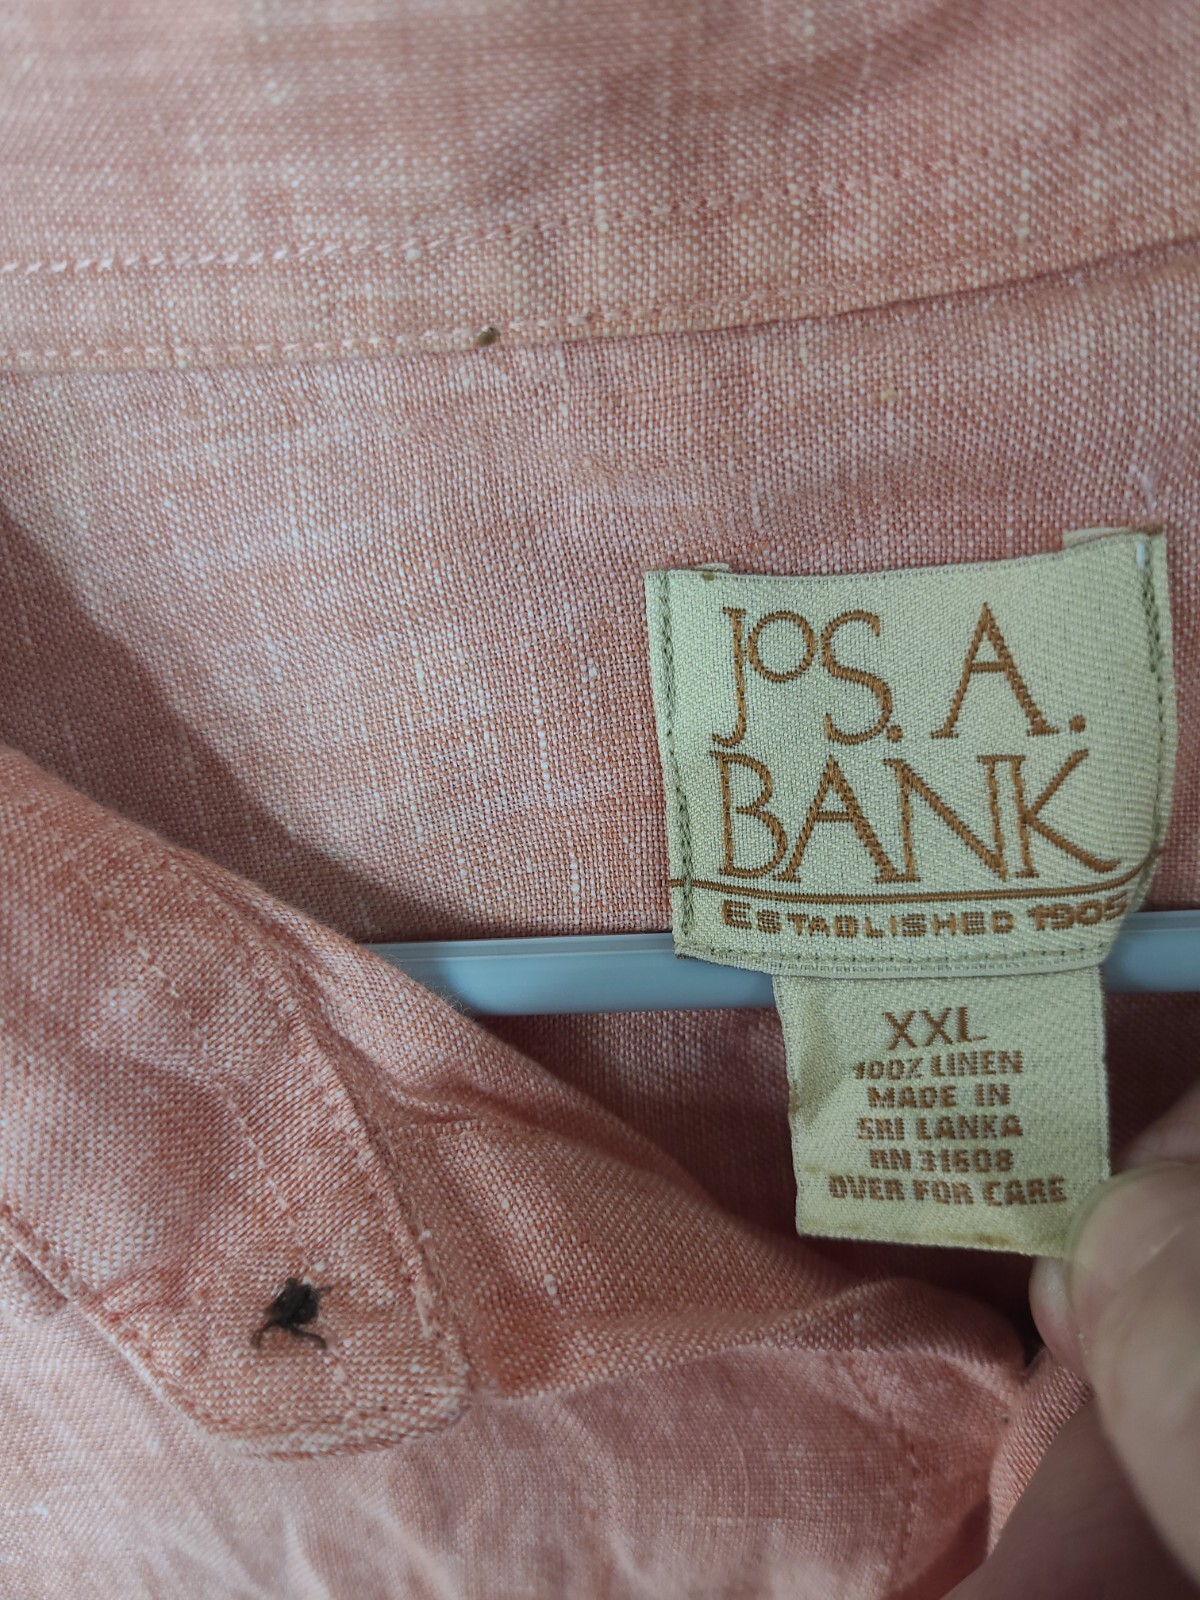 JoS. A.
BANK
ESTABLISHED 1905
XXL
100% LINEN
MADE IN
SRI LANKA
RN 31608
OVER FOR CARE